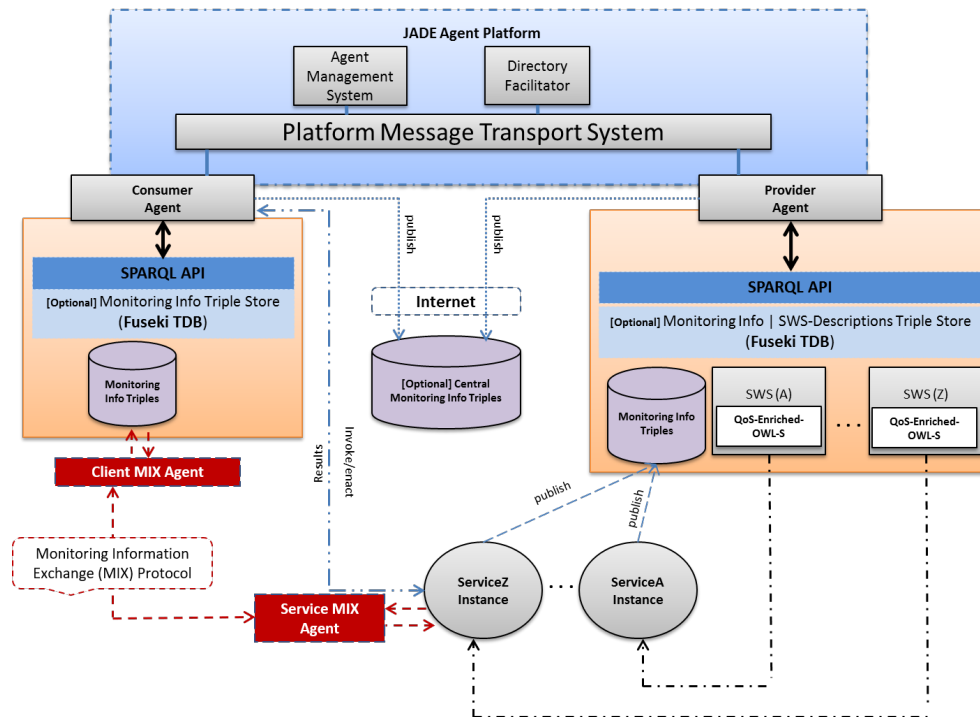 JADE Agent Platform
Agent
Management
System
Directory
Facilitator
Platform Message Transport System
Consumer
Agent
Provider
Agent
publish
publish
SPARQL API
[Optional] Monitoring Info Triple Store
(Fuseki TDB)
Monitoring
Info Triples
Internet
[Optional] Central
Monitoring Info Triples
SPARQL API
[Optional] Monitoring Info | SWS-Descriptions Triple Store
(Fuseki TDB)
Monitoring Info
Triples
SWS (A)
QoS-Enriched-
OWL-S
...
SWS (Z)
QoS-Enriched-
OWL-S
Client MIX Agent
Results
Invoke/enact
publish
publish
Monitoring Information
Exchange (MIX) Protocol
Service MIX
Agent
ServiceZ
Instance
...
ServiceA
Instance